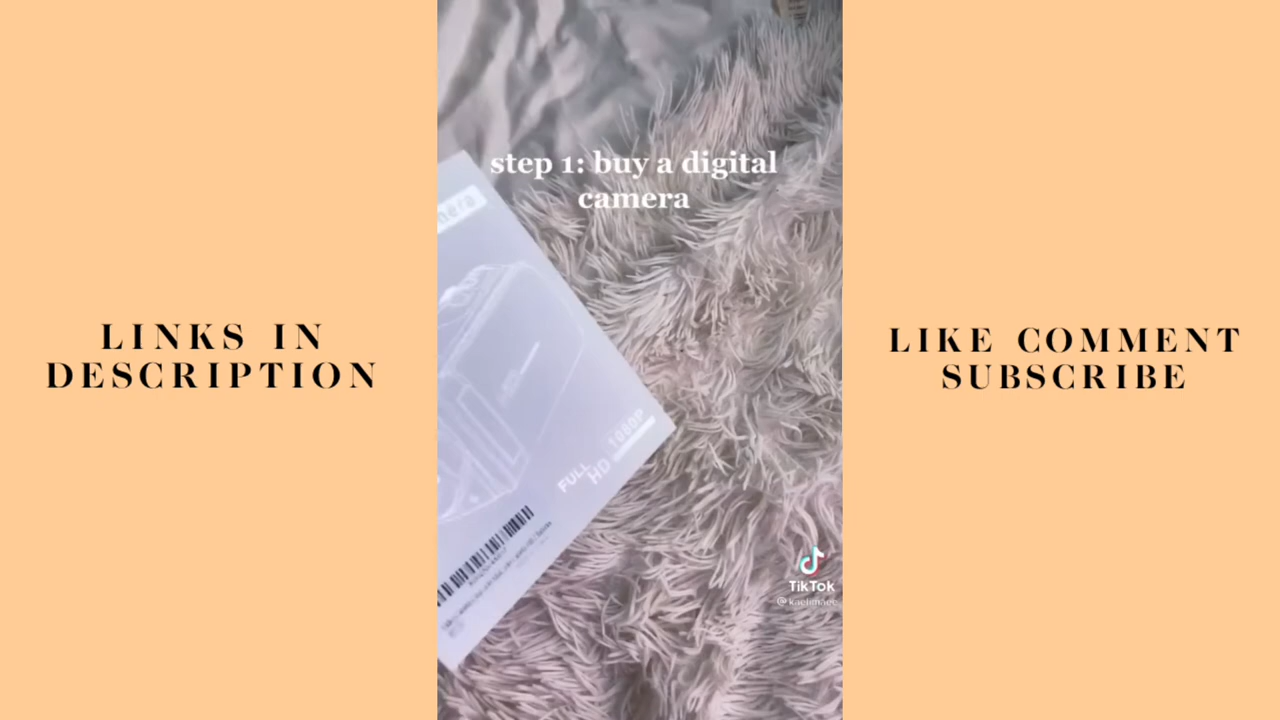 LINKS IN
DESCRIPTION
step 1: buy a digital
camera
FULL
HD
1080P
TikTok
LIKE COMMENT
SUBSCRIBE